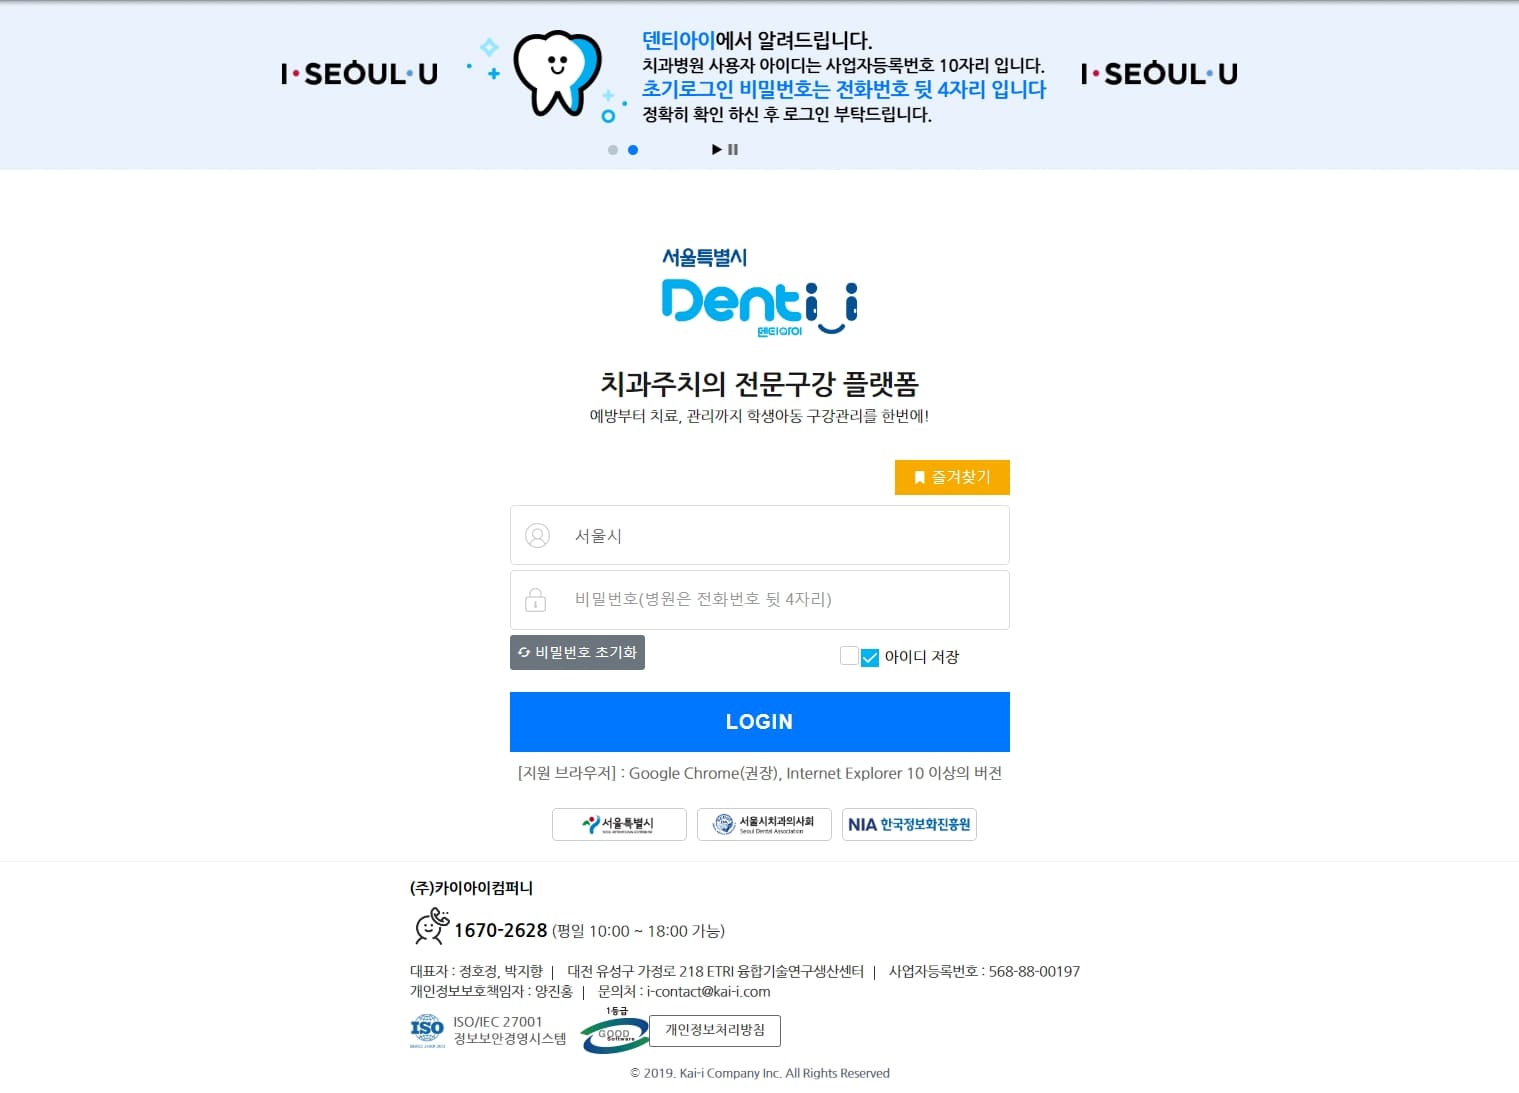 I·SEOUL·U
덴티아이에서 알려드립니다.
치과병원 사용자 아이디는 사업자등록번호 10자리 입니다.
초기로그인 비밀번호는 전화번호 뒷 4자리 입니다
정확히 확인 하신 후 로그인 부탁드립니다.
I·SEOUL·U
서울특별시
Denti i
덴티아이
치과주치의 전문구강 플랫폼
예방부터 치료, 관리까지 학생아동 구강관리를 한번에!
즐겨찾기
서울시
비밀번호(병원은 전화번호 뒷 4자리)
비밀번호 초기화
아이디 저장
LOGIN
[지원 브라우저] : Google Chrome(권장), Internet Explorer 10 이상의 버전
서울특별시
서울시치과의사회
Seoul Dental Association
NIA 한국정보화진흥원
(주)카이아이컴퍼니
1670-2628 (평일 10:00 ~ 18:00 가능)
대표자 : 정호정, 박지향 | 대전 유성구 가정로 218 ETRI 융합기술연구생산센터 | 사업자등록번호 : 568-88-00197
개인정보보호책임자 : 양진홍 | 문의처 : i-contact@kai-i.com
ISO
ISO/IEC 27001
정보보안경영시스템
1등급
GOOD
Software
개인정보처리방침
© 2019. Kai-i Company Inc. All Rights Reserved